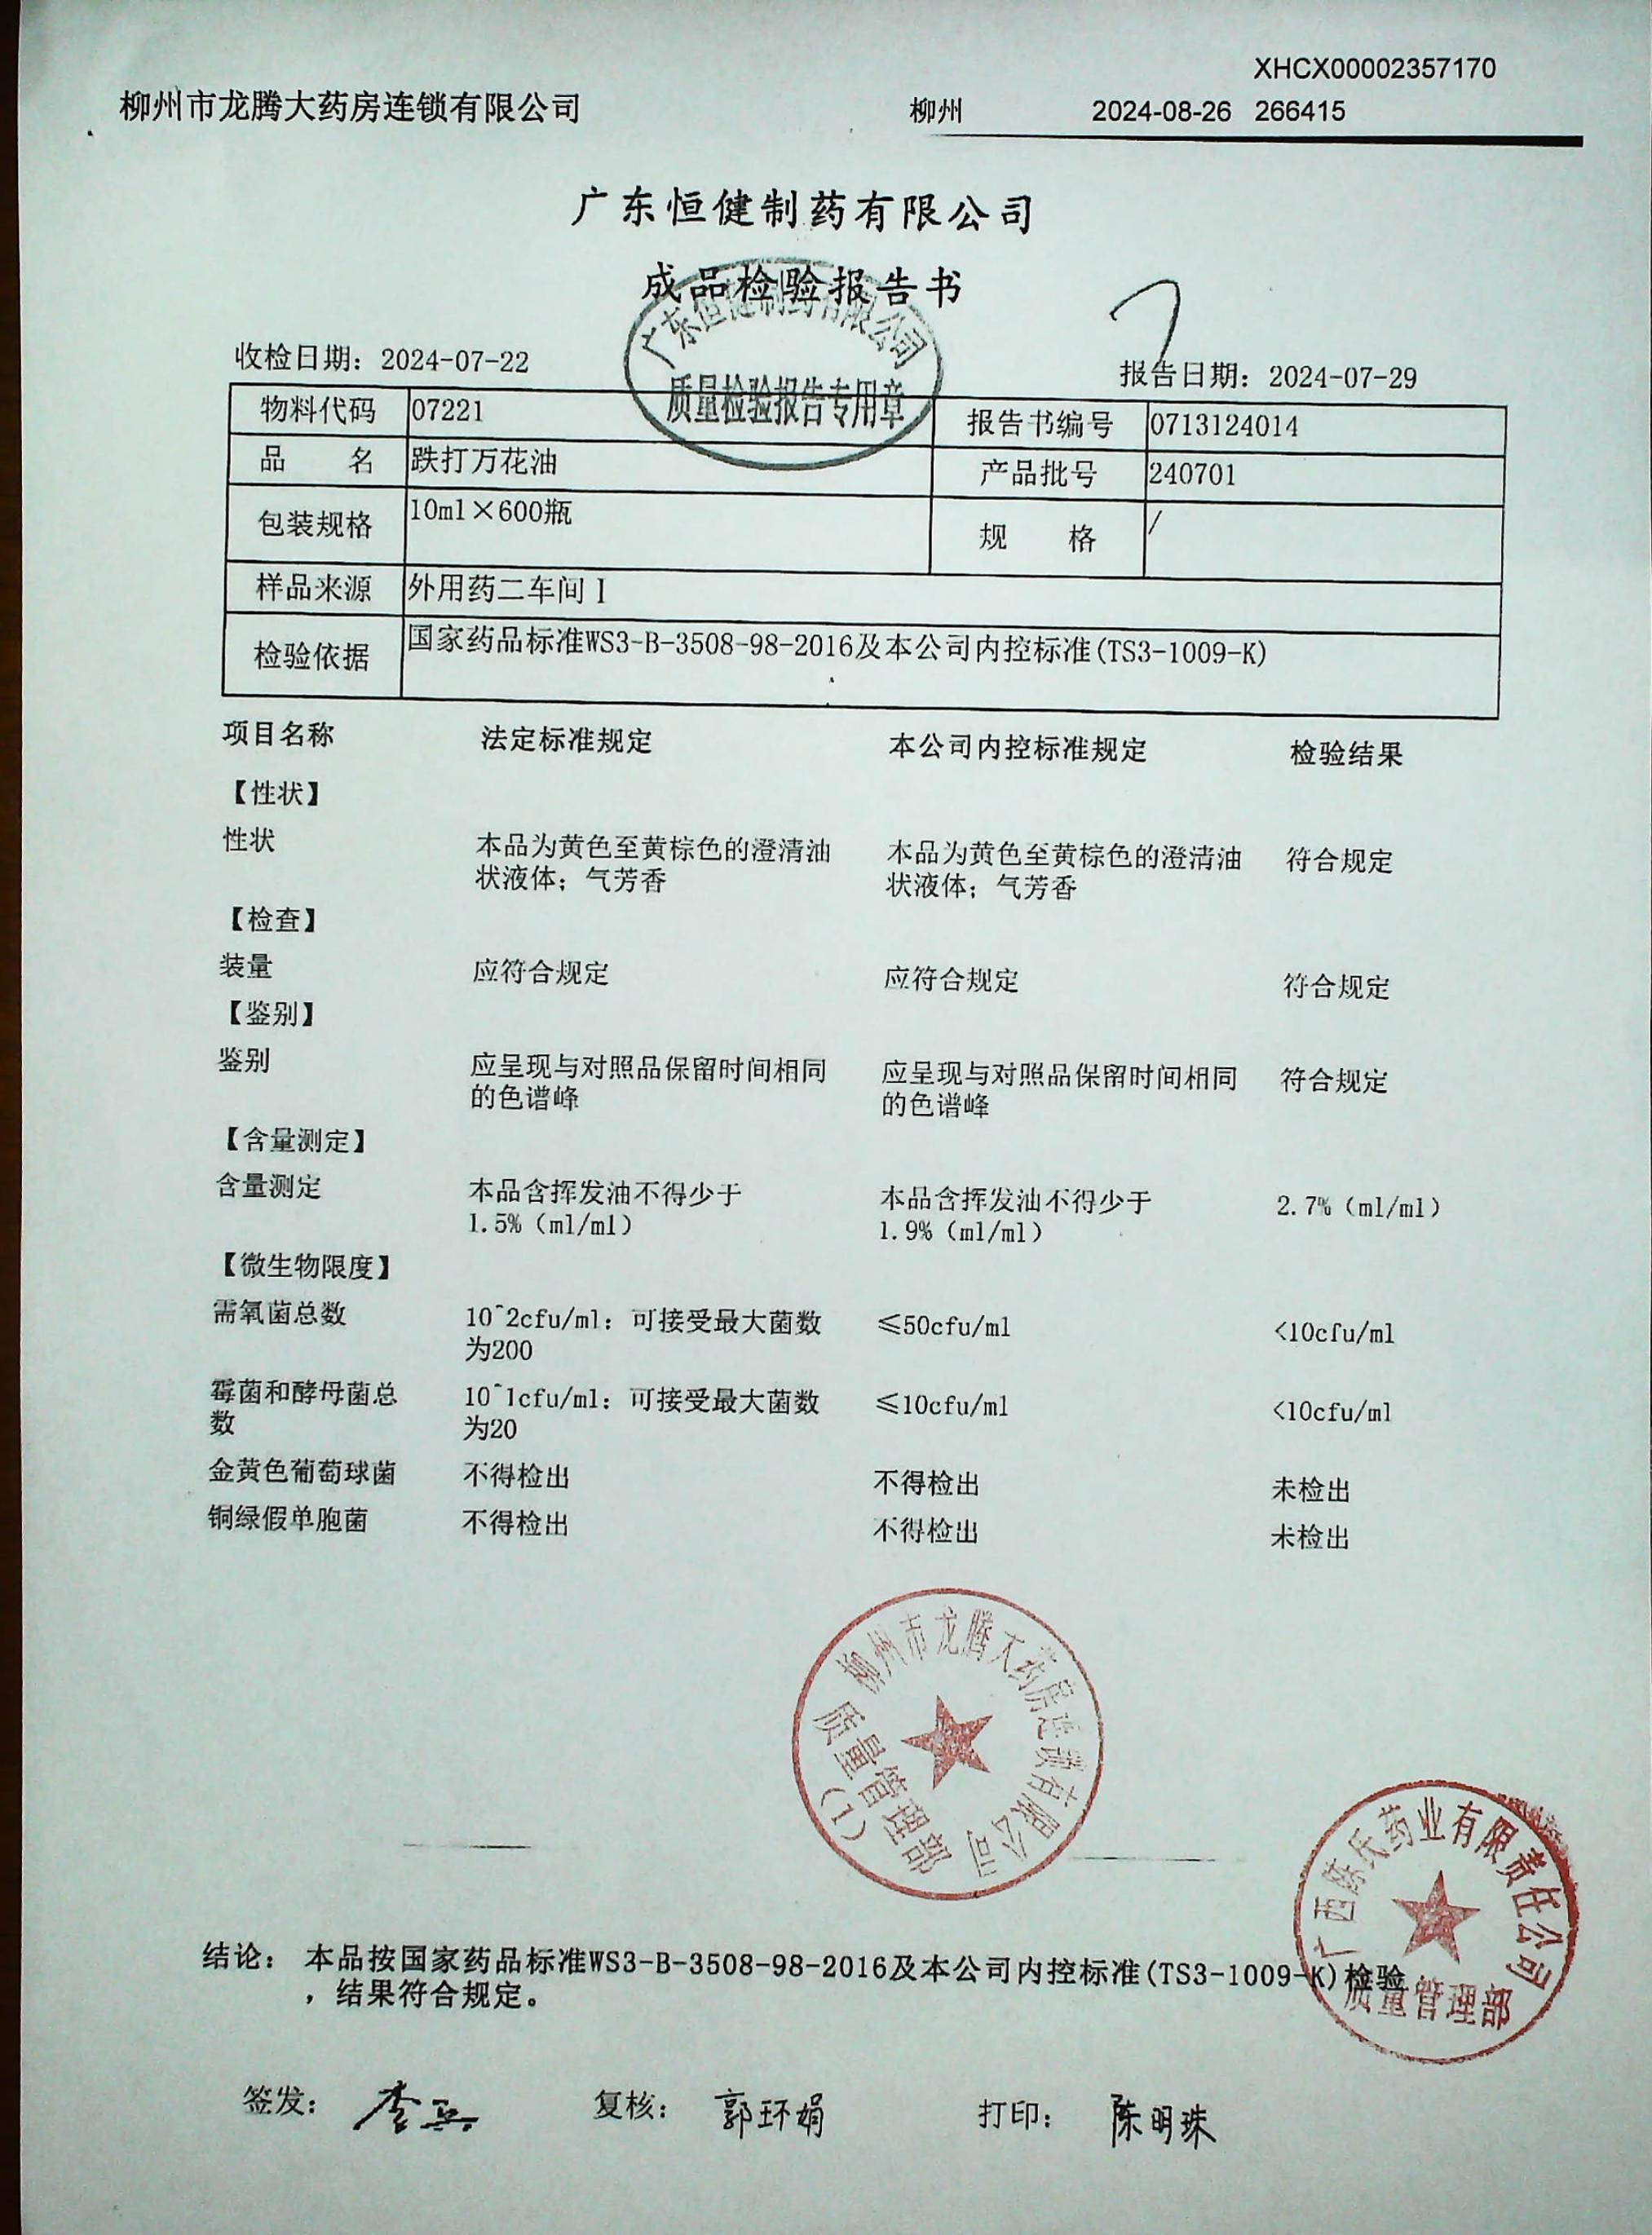 XHCX00002357170
柳州市龙腾大药房连锁有限公司 柳州 2024-08-26 266415
广东恒健制药有限公司
成品检验报告书
广东恒健制药有限公司
质量检验报告专用章
收检日期：2024-07-22 报告日期：2024-07-29
物料代码 07221 报告书编号 0713124014
品 名 跌打万花油 产品批号 240701
包装规格 10ml×600瓶 规 格 /
样品来源 外用药二车间Ⅰ
检验依据 国家药品标准WS3-B-3508-98-2016及本公司内控标准(TS3-1009-K)
项目名称 法定标准规定 本公司内控标准规定 检验结果
【性状】
性状 本品为黄色至黄棕色的澄清油 本品为黄色至黄棕色的澄清油 符合规定
状液体；气芳香 状液体；气芳香
【检查】
装量 应符合规定 应符合规定 符合规定
【鉴别】
鉴别 应呈现与对照品保留时间相同 应呈现与对照品保留时间相同 符合规定
的色谱峰 的色谱峰
【含量测定】
含量测定 本品含挥发油不得少于 本品含挥发油不得少于 2.7%（ml/ml）
1.5%（ml/ml） 1.9%（ml/ml）
【微生物限度】
需氧菌总数 10^2cfu/ml：可接受最大菌数 ≤50cfu/ml <10cfu/ml
为200
霉菌和酵母菌总 10^1cfu/ml：可接受最大菌数 ≤10cfu/ml <10cfu/ml
数 为20
金黄色葡萄球菌 不得检出 不得检出 未检出
铜绿假单胞菌 不得检出 不得检出 未检出
柳州市龙腾大药房连锁有限公司
质量管理部
(1)
广西陈氏药业有限责任公司
质量管理部
结论： 本品按国家药品标准WS3-B-3508-98-2016及本公司内控标准(TS3-1009-K)检验
，结果符合规定。
签发： 复核：郭环娟 打印：陈明珠